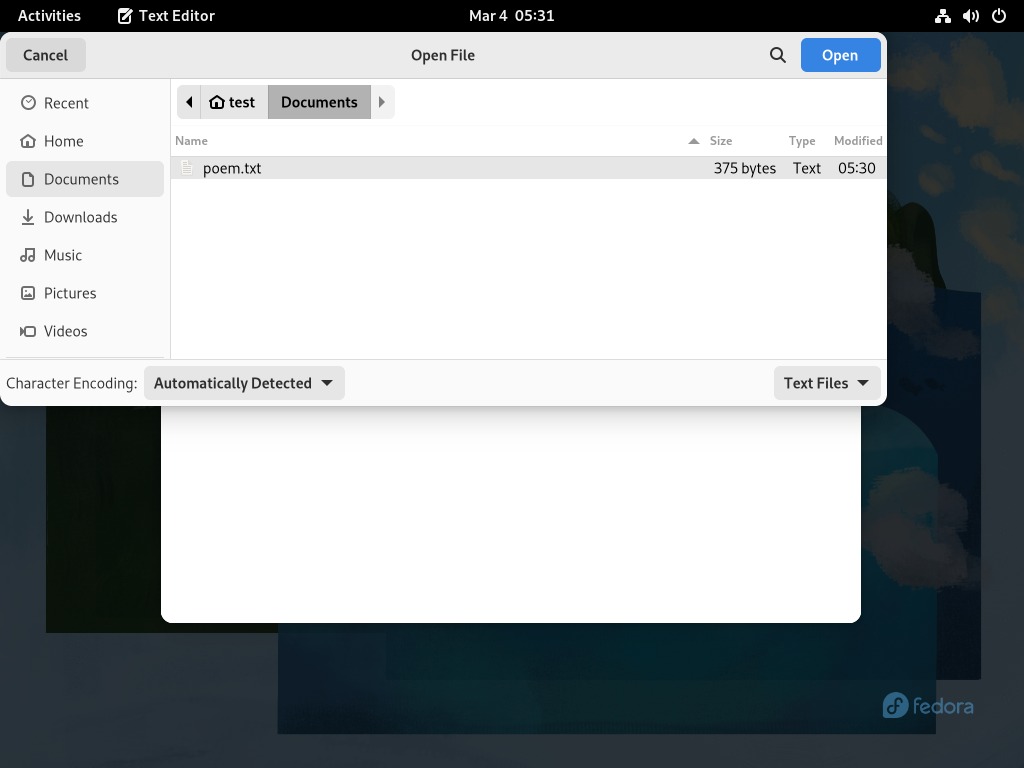 Activities Text Editor Mar 4 05:31
Cancel Open File Open
Recent
Home
Documents
Downloads
Music
Pictures
Videos
test Documents
Name Size Type Modified
poem.txt 375 bytes Text 05:30
Character Encoding: Automatically Detected Text Files
fedora